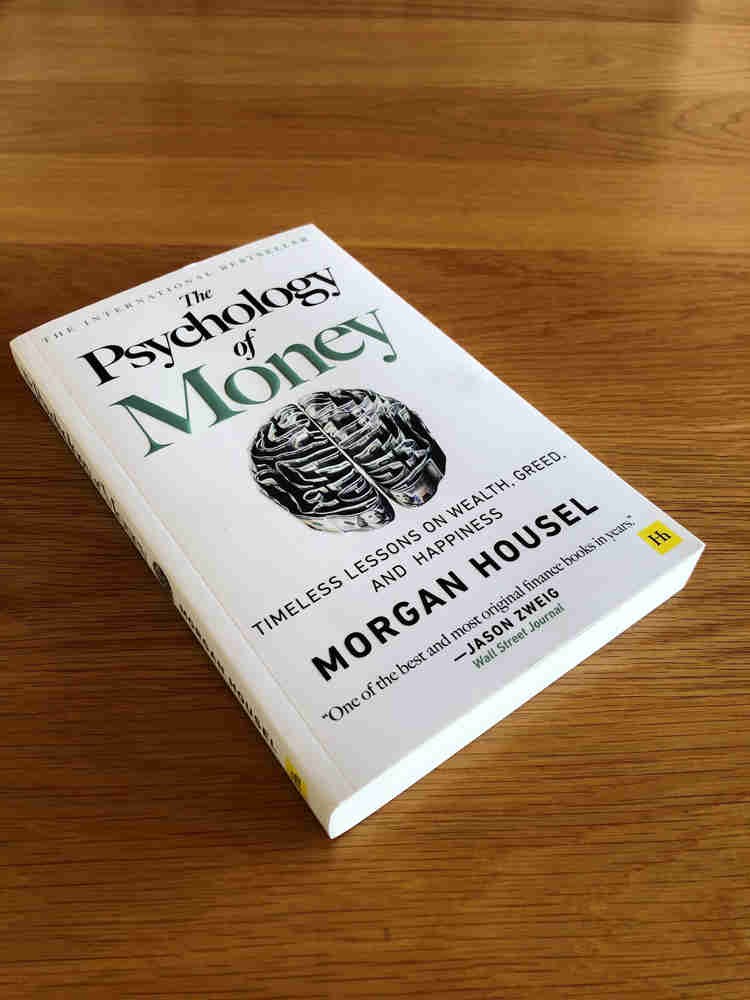 THE INTERNATIONAL BESTSELLER
The
Psychology
of
Money
TIMELESS LESSONS ON WEALTH, GREED,
AND HAPPINESS
MORGAN HOUSEL
“One of the best and most original finance books in years.”
—JASON ZWEIG
Wall Street Journal
Hh
MORGAN HOUSEL